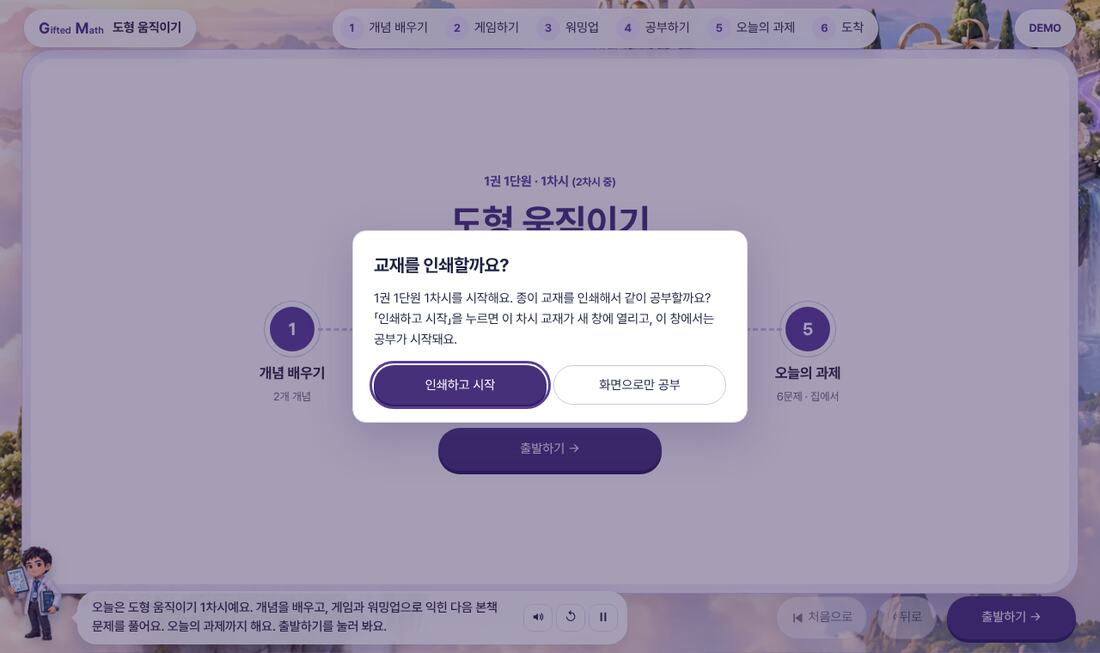 Gifted Math 도형 움직이기
1 개념 배우기 2 게임하기 3 워밍업 4 공부하기 5 오늘의 과제 6 도착
DEMO
1권 1단원 · 1차시 (2차시 중)
도형 움직이기
교재를 인쇄할까요?
1권 1단원 1차시를 시작해요. 종이 교재를 인쇄해서 같이 공부할까요?
「인쇄하고 시작」을 누르면 이 차시 교재가 새 창에 열리고, 이 창에서는
공부가 시작돼요.
인쇄하고 시작 화면으로만 공부
1
개념 배우기
2개 개념
5
오늘의 과제
6문제 · 집에서
출발하기 →
오늘은 도형 움직이기 1차시예요. 개념을 배우고, 게임과 워밍업으로 익힌 다음 본책
문제를 풀어요. 오늘의 과제까지 해요. 출발하기를 눌러 봐요.
처음으로 뒤로 출발하기 →